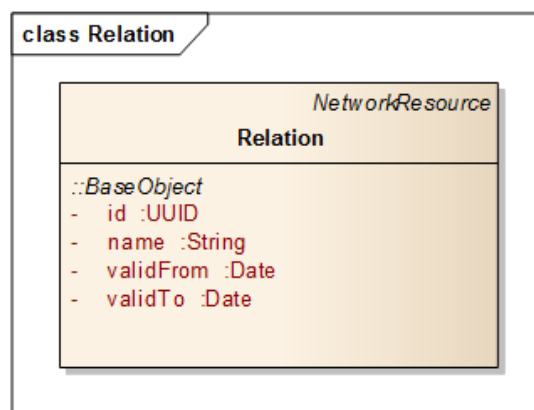 class Relation
NetworkResource
Relation
::BaseObject
- id :UUID
- name :String
- validFrom :Date
- validTo :Date